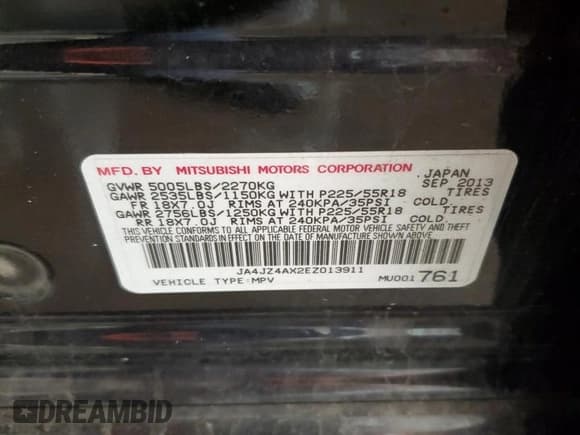 MFD. BY MITSUBISHI MOTORS CORPORATION JAPAN
GVWR 5005LBS/2270KG SEP 2013
GAWR 2535LBS/1150KG WITH P225/55R18 TIRES
FR 18X7.0J RIMS AT 240KPA/35PSI COLD
GAWR 2756LBS/1250KG WITH P225/55R18 TIRES
RR 18X7.0J RIMS AT 240KPA/35PSI COLD.
THIS VEHICLE CONFORMS TO ALL APPLICABLE FEDERAL MOTOR VEHICLE SAFETY, BUMPER AND THEFT
PREVENTION STANDARDS IN EFFECT ON THE DATE OF MANUFACTURE SHOWN ABOVE.
JA4JZ4AX2EZ013911
VEHICLE TYPE:MPV MU001 761
DREAMBID